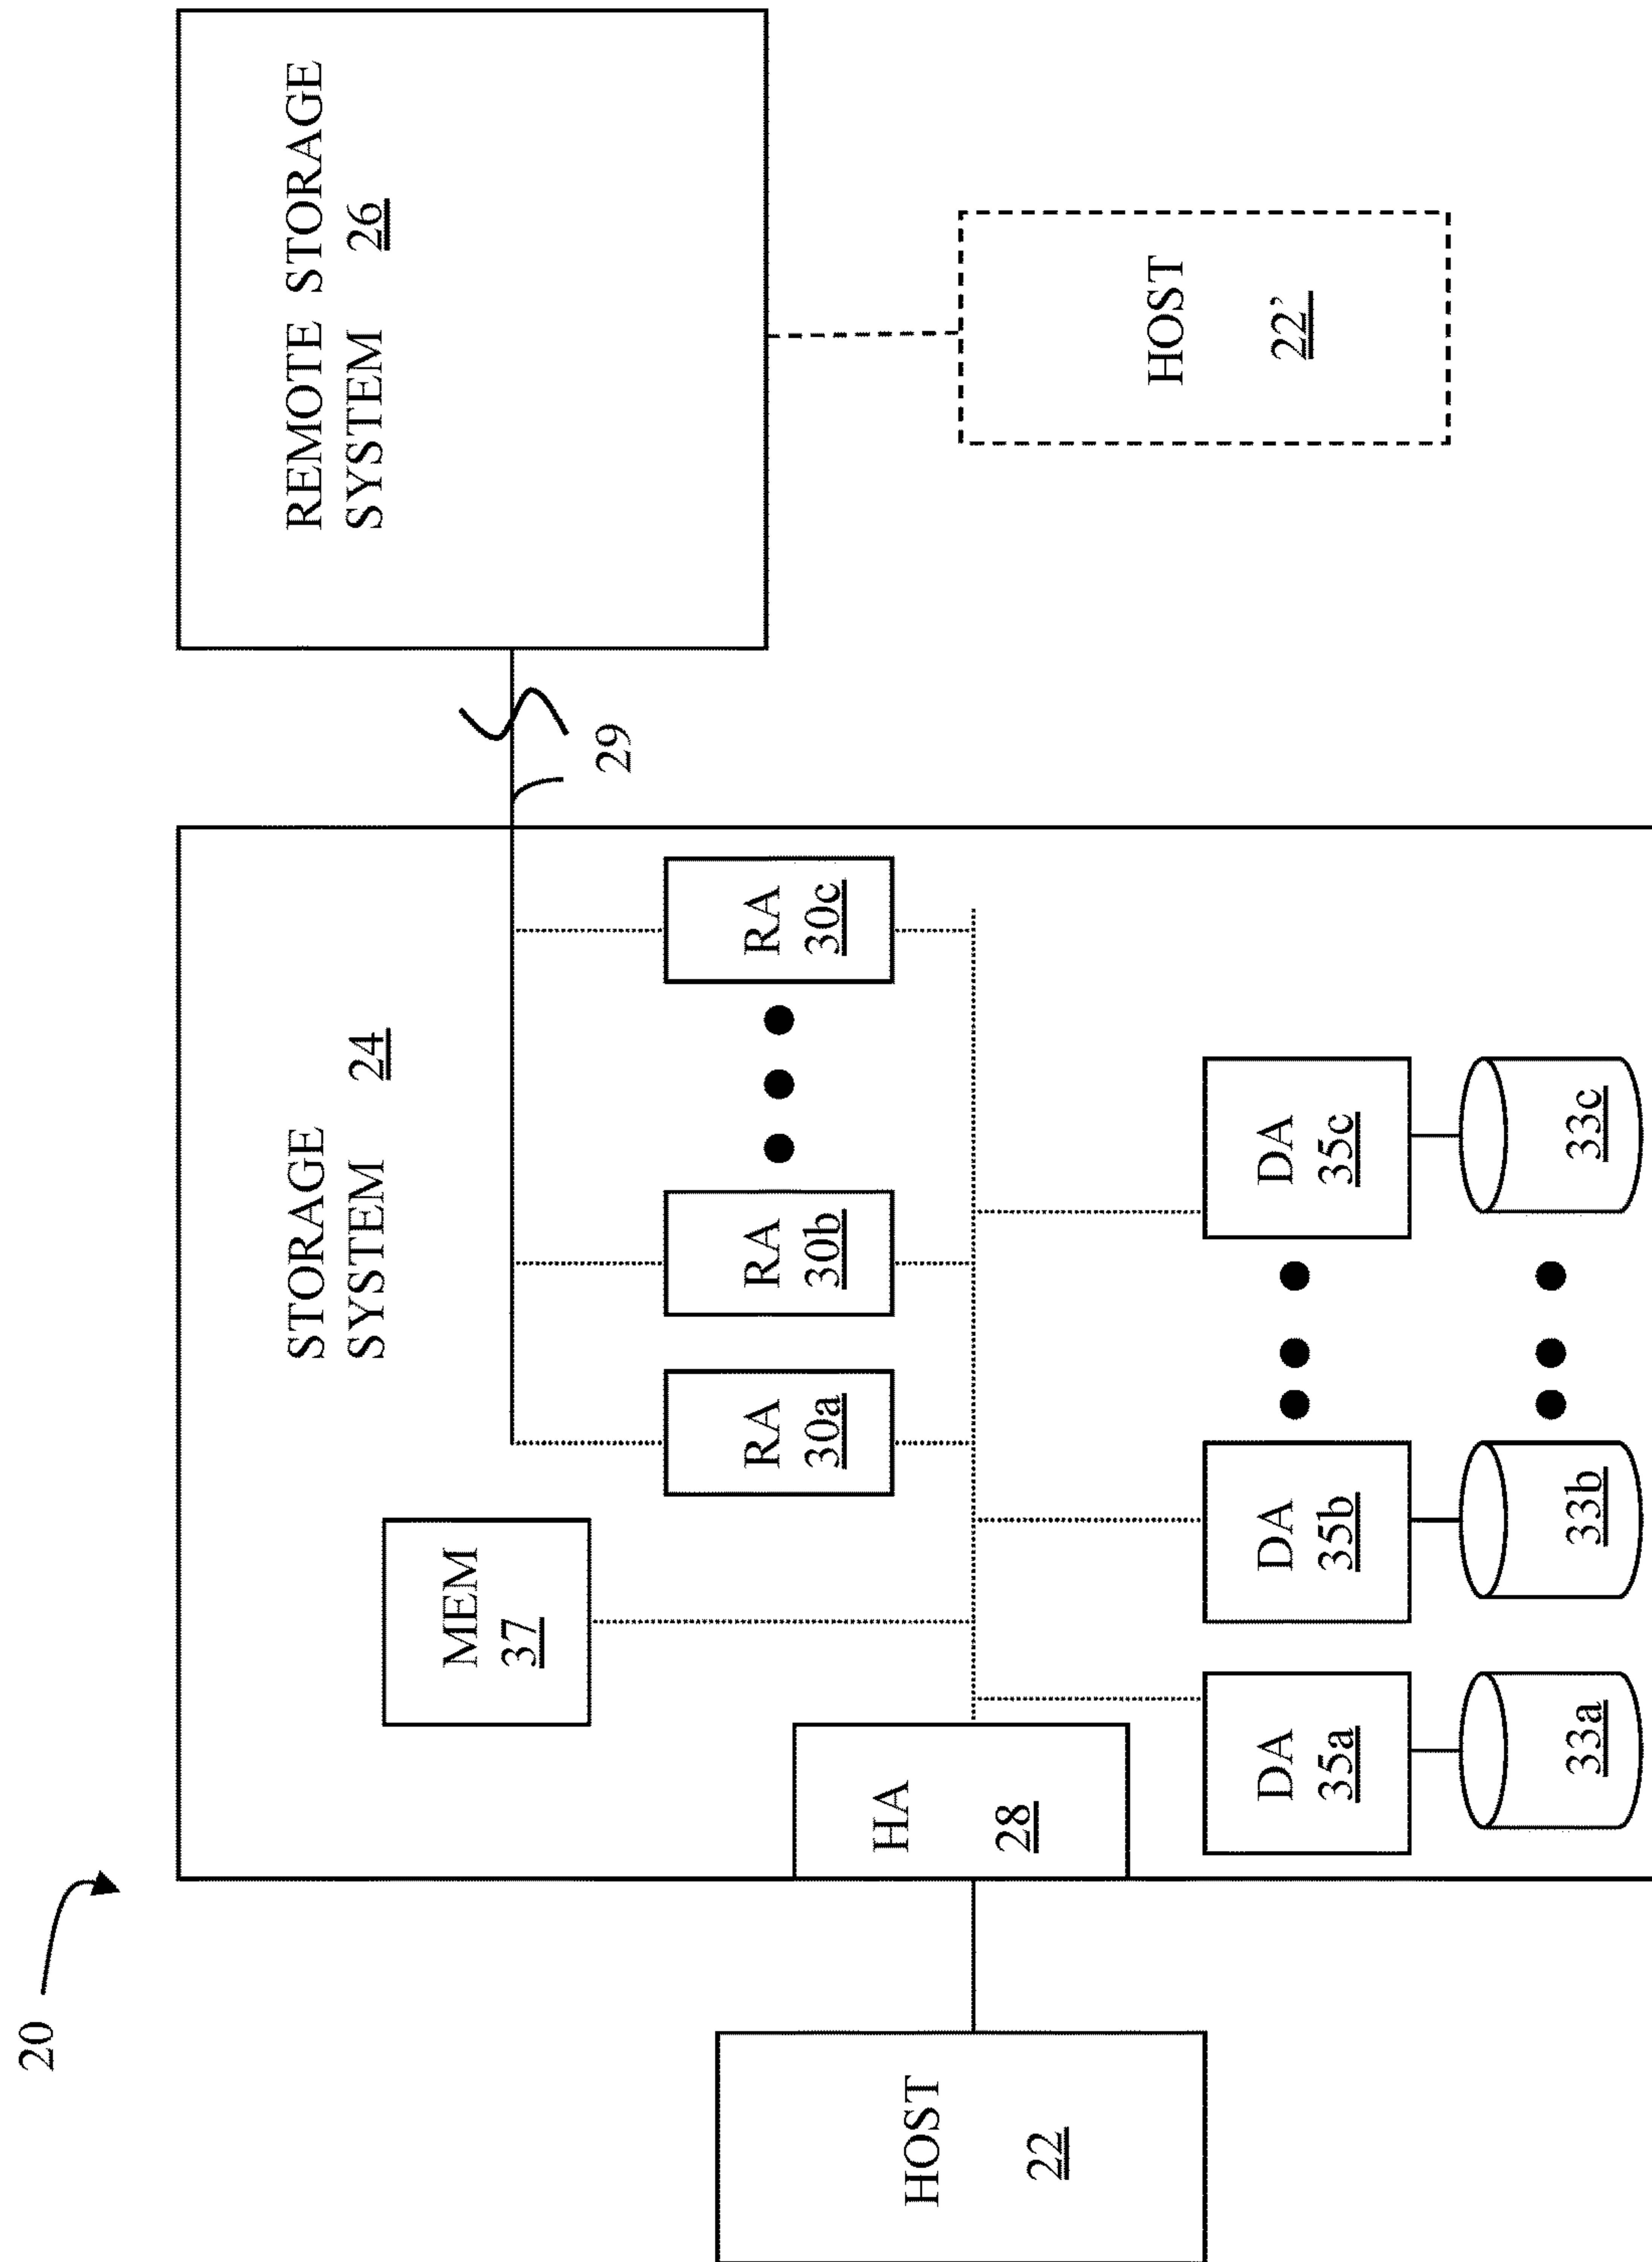 20
HOST
22
STORAGE
SYSTEM 24
MEM
37
HA
28
RA
30a
RA
30b
RA
30c
DA
35a
DA
35b
DA
35c
33a
33b
33c
29
REMOTE STORAGE
SYSTEM 26
HOST
22’